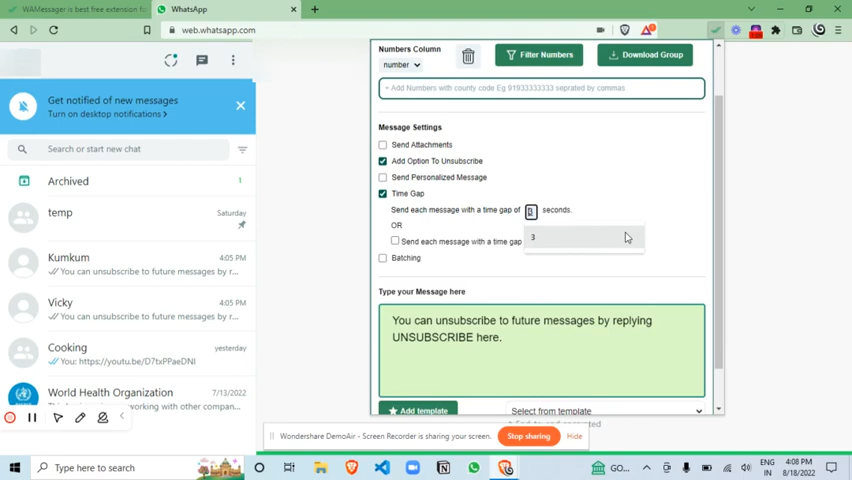 WAMessager is best free extension fo
WhatsApp
web.whatsapp.com
Get notified of new messages
Turn on desktop notifications >
Search or start new chat
Archived
1
temp
Saturday
Kumkum
4:05 PM
You can unsubscribe to future messages by r...
Vicky
4:05 PM
You can unsubscribe to future messages by r...
Cooking
yesterday
You: https://youtu.be/D7txPPaeDNI
World Health Organization
7/13/2022
working with other compan...
Numbers Column
number
Filter Numbers
Download Group
+ Add Numbers with county code Eg 91933333333 seprated by commas
Message Settings
Send Attachments
Add Option To Unsubscribe
Send Personalized Message
Time Gap
Send each message with a time gap of
seconds.
OR
3
Send each message with a time gap
Batching
Type your Message here
You can unsubscribe to future messages by replying
UNSUBSCRIBE here.
Add template
Select from template
Wondershare DemoAir - Screen Recorder is sharing your screen.
Stop sharing
Hide
Type here to search
GO...
ENG
IN
4:08 PM
8/18/2022